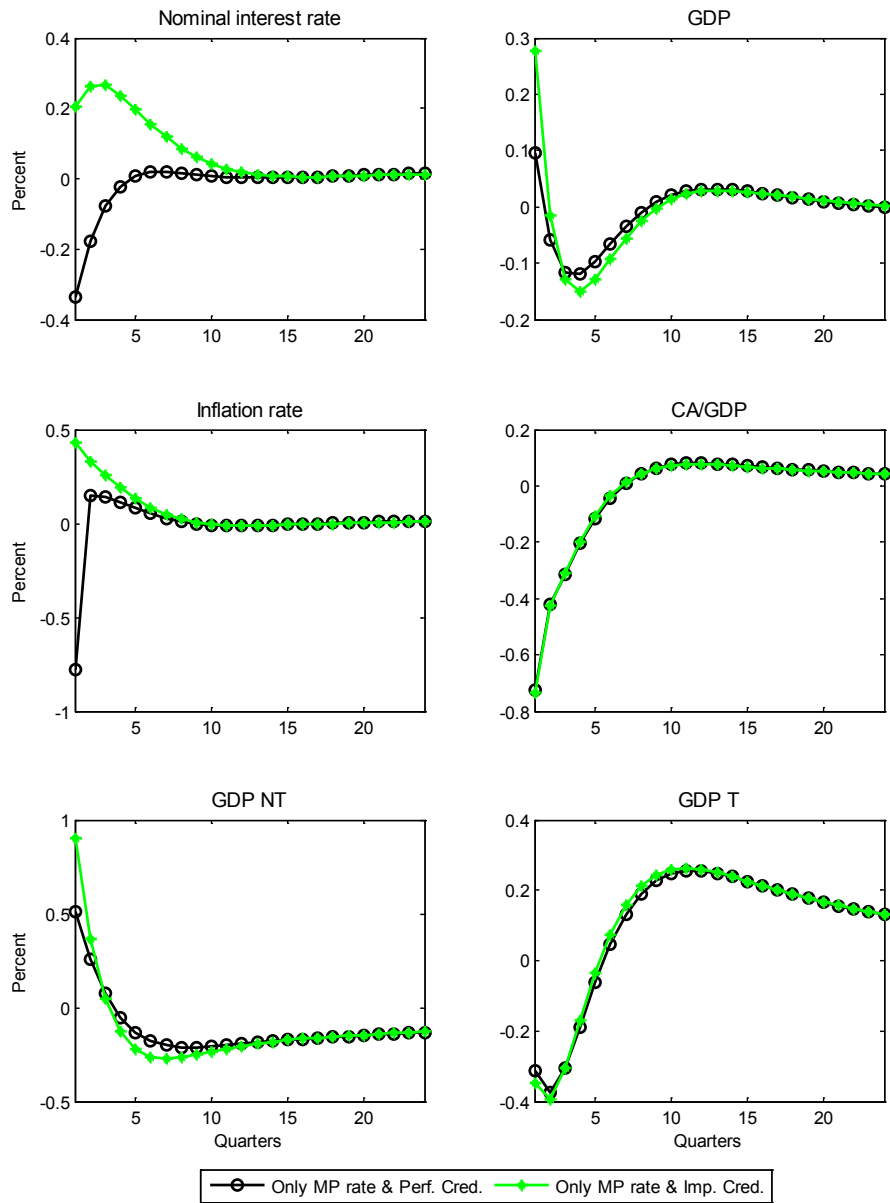 Nominal interest rate
GDP
Percent
0.4
0.2
0
-0.2
-0.4
5 10 15 20
0.3
0.2
0.1
0
-0.1
-0.2
5 10 15 20
Inflation rate
CA/GDP
Percent
0.5
0
-0.5
-1
5 10 15 20
0.2
0
-0.2
-0.4
-0.6
-0.8
5 10 15 20
GDP NT
GDP T
Percent
1
0.5
0
-0.5
5 10 15 20
Quarters
0.4
0.2
0
-0.2
-0.4
5 10 15 20
Quarters
Only MP rate & Perf. Cred.
Only MP rate & Imp. Cred.